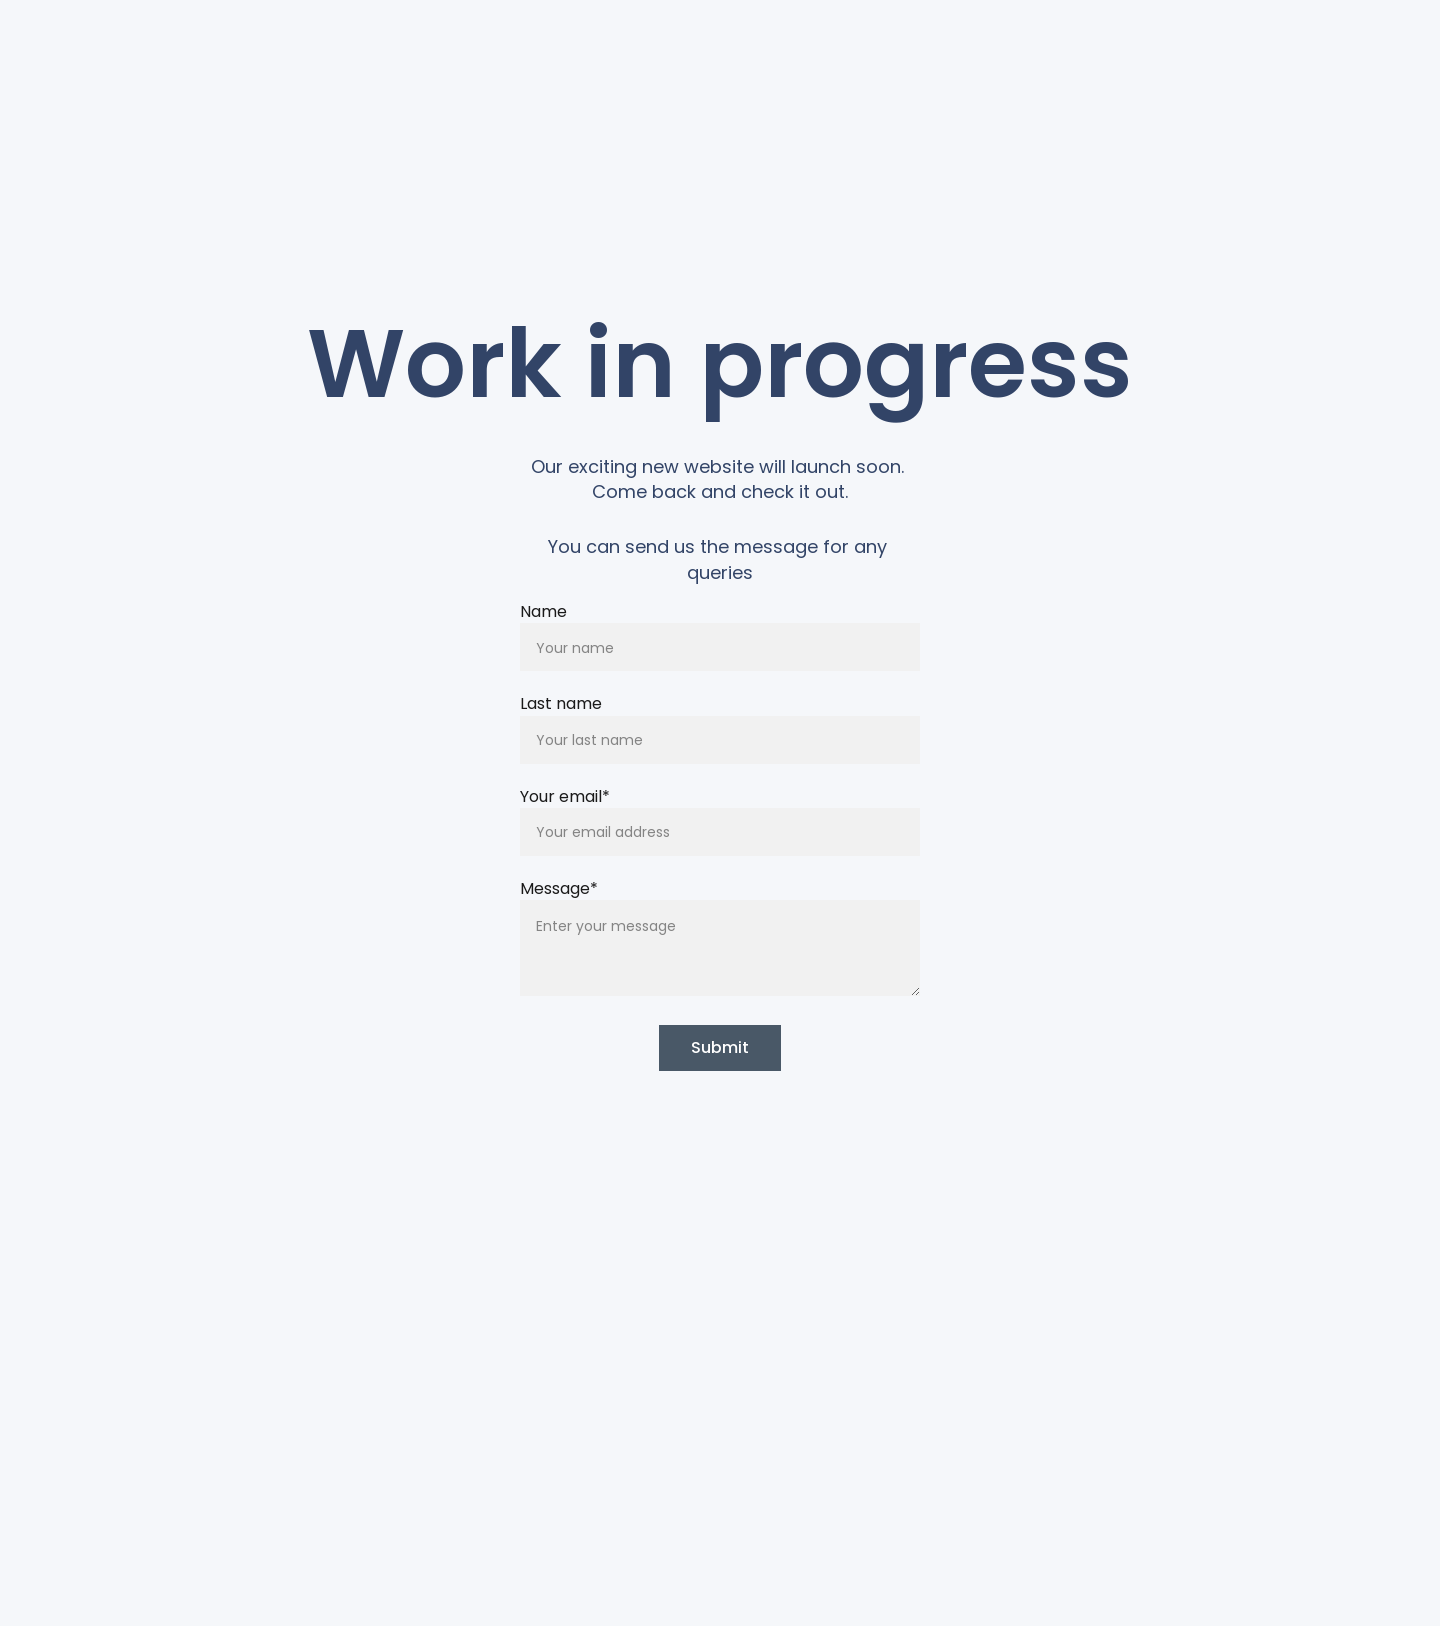 Work in progress
Our exciting new website will launch soon.
Come back and check it out.
You can send us the message for any
queries
Name
Your name
Last name
Your last name
Your email*
Your email address
Message*
Enter your message
Submit